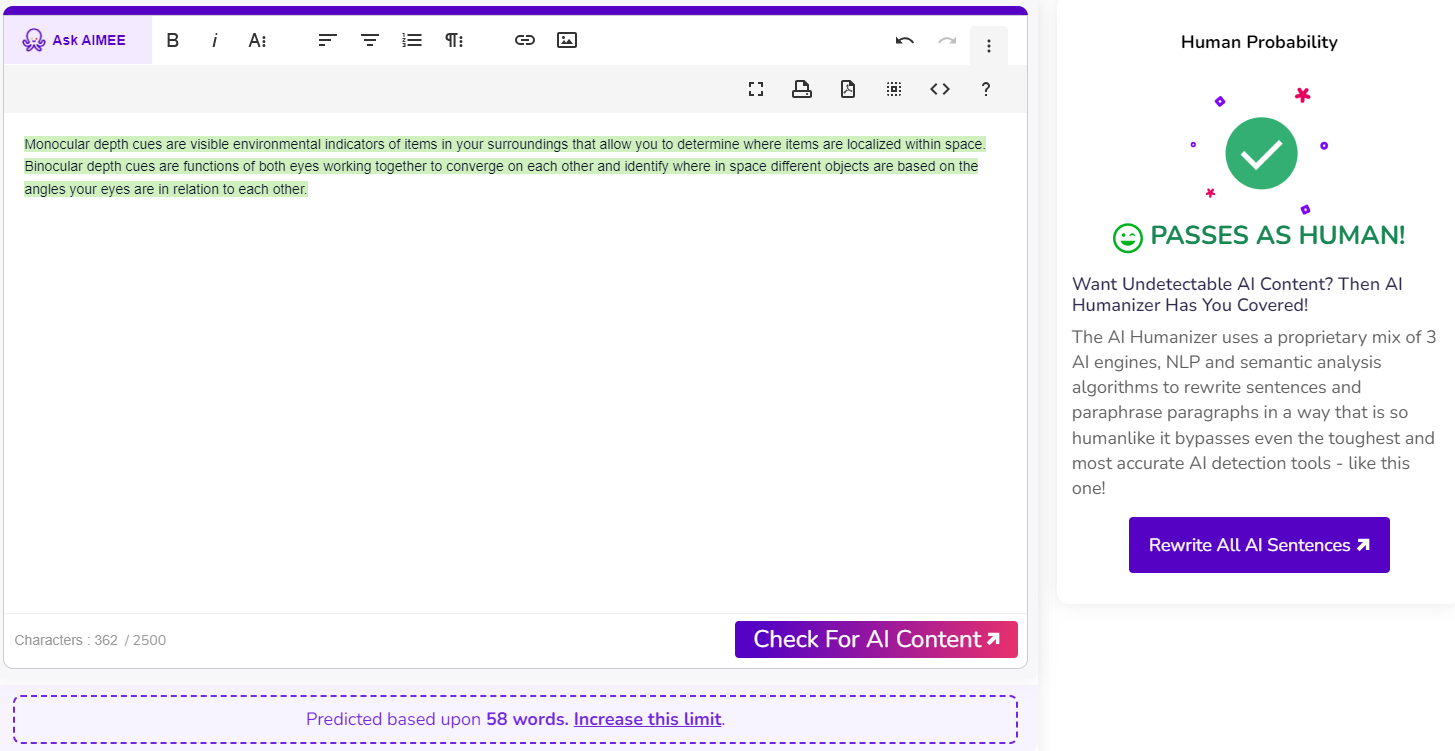 Ask AIMEE B i A
?
Monocular depth cues are visible environmental indicators of items in your surroundings that allow you to determine where items are localized within space.
Binocular depth cues are functions of both eyes working together to converge on each other and identify where in space different objects are based on the
angles your eyes are in relation to each other.
Characters : 362 / 2500
Check For AI Content
Predicted based upon 58 words. Increase this limit.
Human Probability
PASSES AS HUMAN!
Want Undetectable AI Content? Then AI
Humanizer Has You Covered!
The AI Humanizer uses a proprietary mix of 3
AI engines, NLP and semantic analysis
algorithms to rewrite sentences and
paraphrase paragraphs in a way that is so
humanlike it bypasses even the toughest and
most accurate AI detection tools - like this
one!
Rewrite All AI Sentences